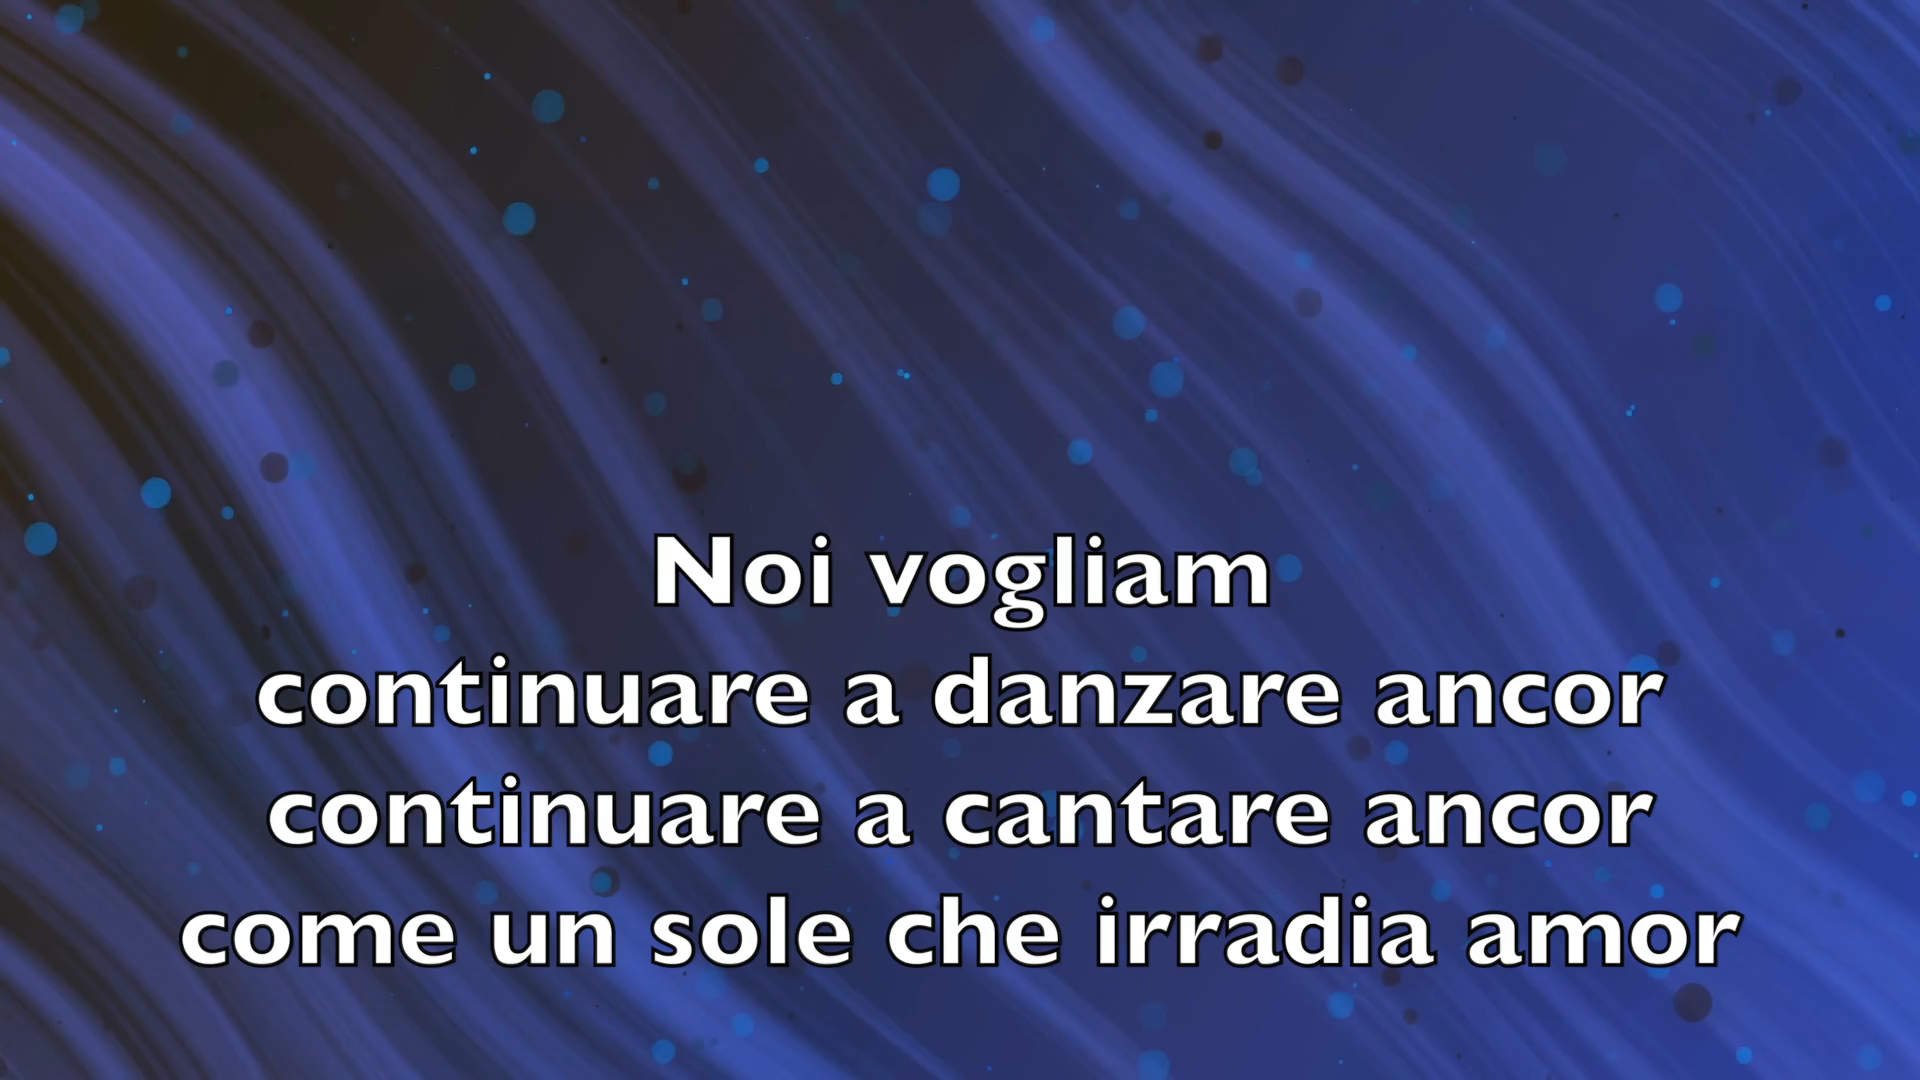 Noi vogliam
continuare a danzare ancor
continuare a cantare ancor
come un sole che irradia amor